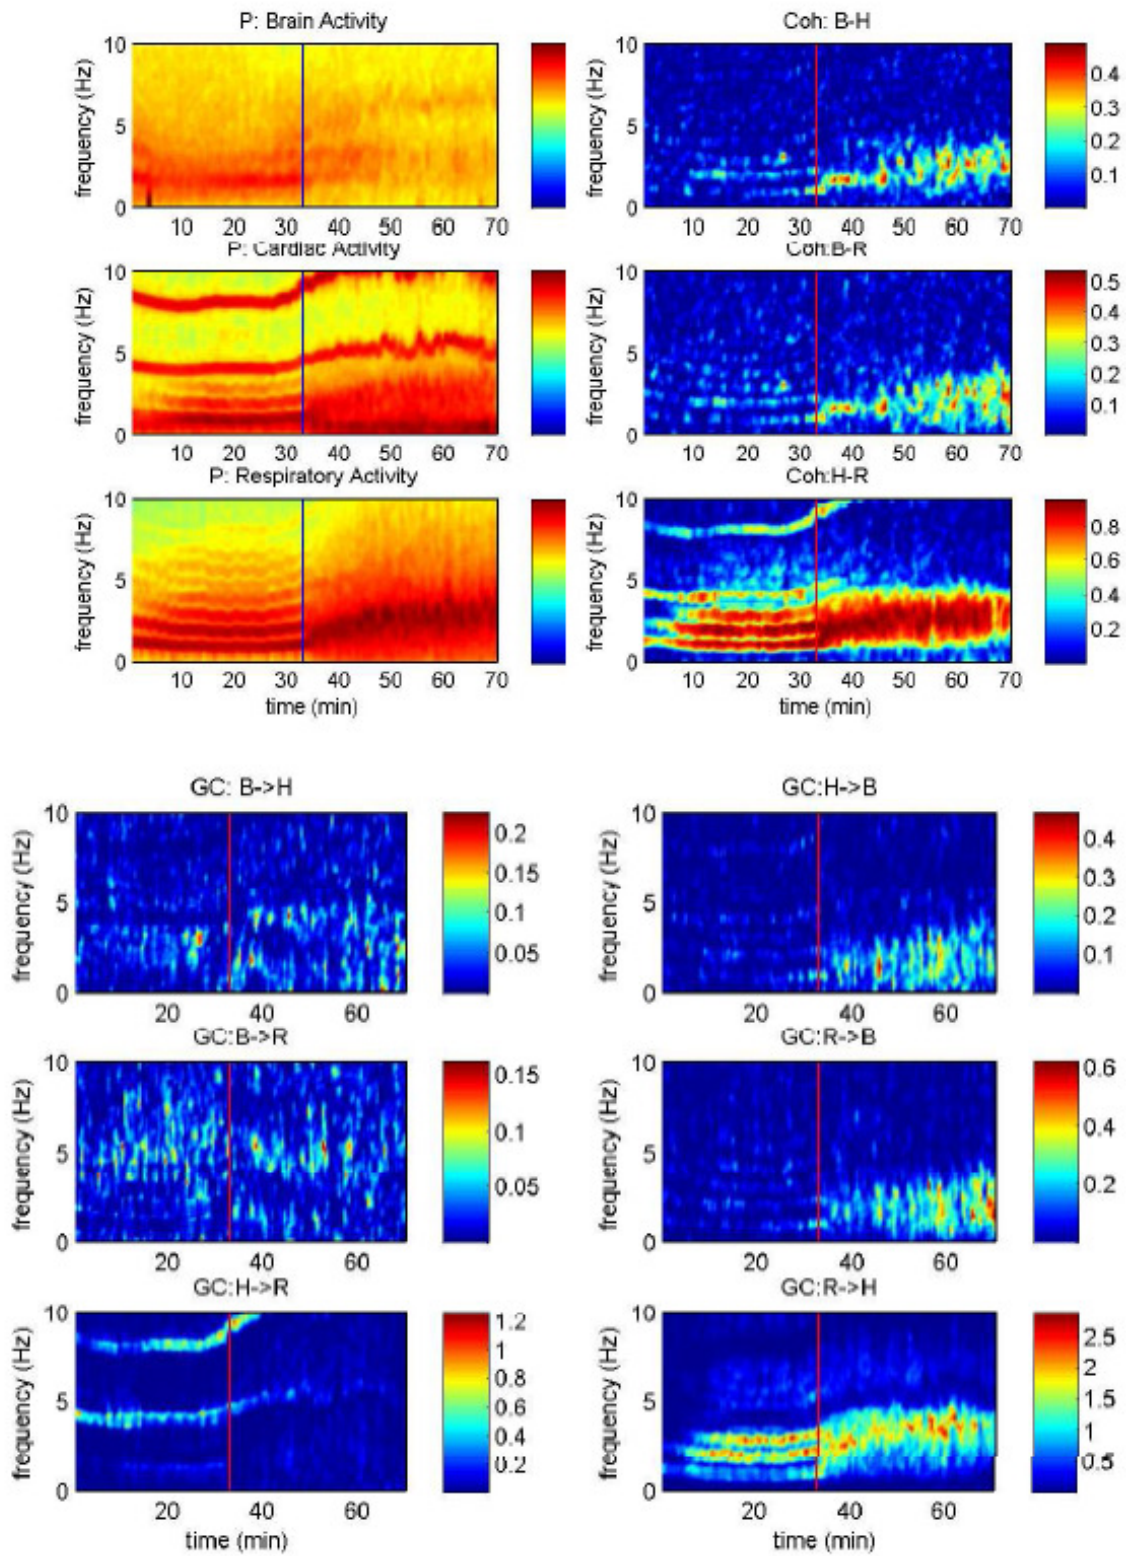 P: Brain Activity
Coh: B-H
frequency (Hz)
10
5
0
10 20 30 40 50 60 70
frequency (Hz)
10
5
0
10 20 30 40 50 60 70
0.4
0.3
0.2
0.1
P: Cardiac Activity
Coh:B-R
frequency (Hz)
10
5
0
10 20 30 40 50 60 70
frequency (Hz)
10
5
0
10 20 30 40 50 60 70
0.5
0.4
0.3
0.2
0.1
P: Respiratory Activity
Coh:H-R
frequency (Hz)
10
5
0
10 20 30 40 50 60 70
time (min)
frequency (Hz)
10
5
0
10 20 30 40 50 60 70
time (min)
0.8
0.6
0.4
0.2
GC: B->H
GC:H->B
frequency (Hz)
10
5
0
20 40 60
0.2
0.15
0.1
0.05
frequency (Hz)
10
5
0
20 40 60
0.4
0.3
0.2
0.1
GC:B->R
GC:R->B
frequency (Hz)
10
5
0
20 40 60
0.15
0.1
0.05
frequency (Hz)
10
5
0
20 40 60
0.6
0.4
0.2
GC:H->R
GC:R->H
frequency (Hz)
10
5
0
20 40 60
time (min)
1.2
1
0.8
0.6
0.4
0.2
frequency (Hz)
10
5
0
20 40 60
time (min)
2.5
2
1.5
1
0.5